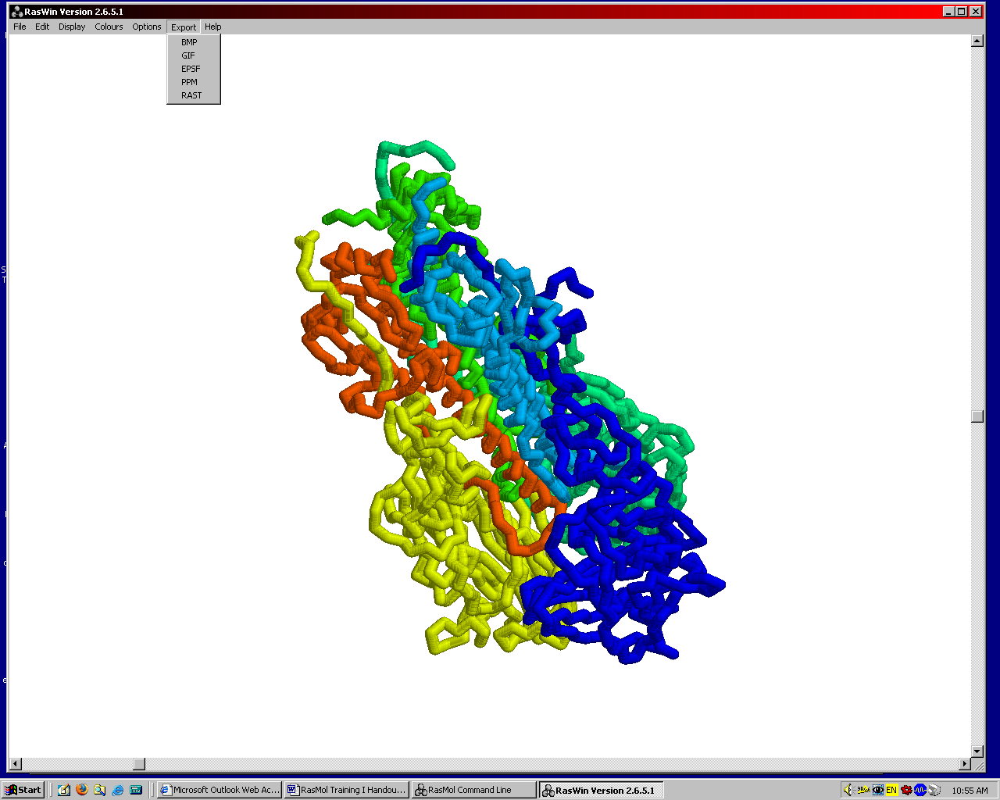 RasWin Version 2.6.5.1
File Edit Display Colours Options Export Help
BMP
GIF
EPSF
PPM
RAST
Start
Microsoft Outlook Web Ac...
RasMol Training I Handou...
RasMol Command Line
RasWin Version 2.6.5.1
EN
10:55 AM